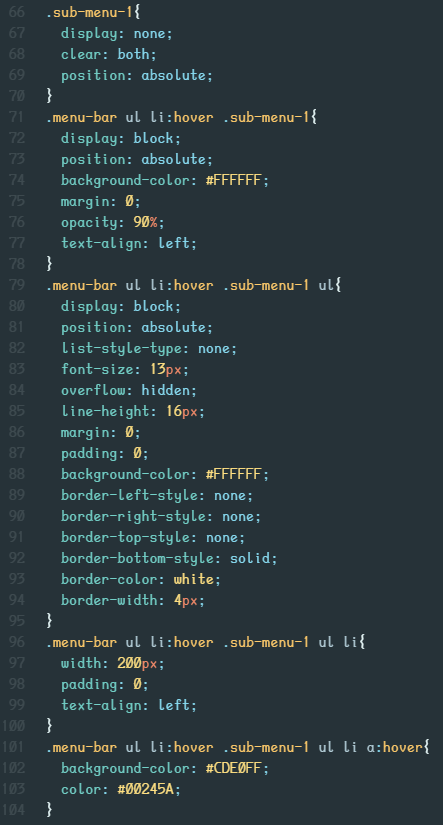 66 .sub-menu-1{
67 display: none;
68 clear: both;
69 position: absolute;
70 }
71 .menu-bar ul li:hover .sub-menu-1{
72 display: block;
73 position: absolute;
74 background-color: #FFFFFF;
75 margin: 0;
76 opacity: 90%;
77 text-align: left;
78 }
79 .menu-bar ul li:hover .sub-menu-1 ul{
80 display: block;
81 position: absolute;
82 list-style-type: none;
83 font-size: 13px;
84 overflow: hidden;
85 line-height: 16px;
86 margin: 0;
87 padding: 0;
88 background-color: #FFFFFF;
89 border-left-style: none;
90 border-right-style: none;
91 border-top-style: none;
92 border-bottom-style: solid;
93 border-color: white;
94 border-width: 4px;
95 }
96 .menu-bar ul li:hover .sub-menu-1 ul li{
97 width: 200px;
98 padding: 0;
99 text-align: left;
100 }
101 .menu-bar ul li:hover .sub-menu-1 ul li a:hover{
102 background-color: #CDE0FF;
103 color: #00245A;
104 }